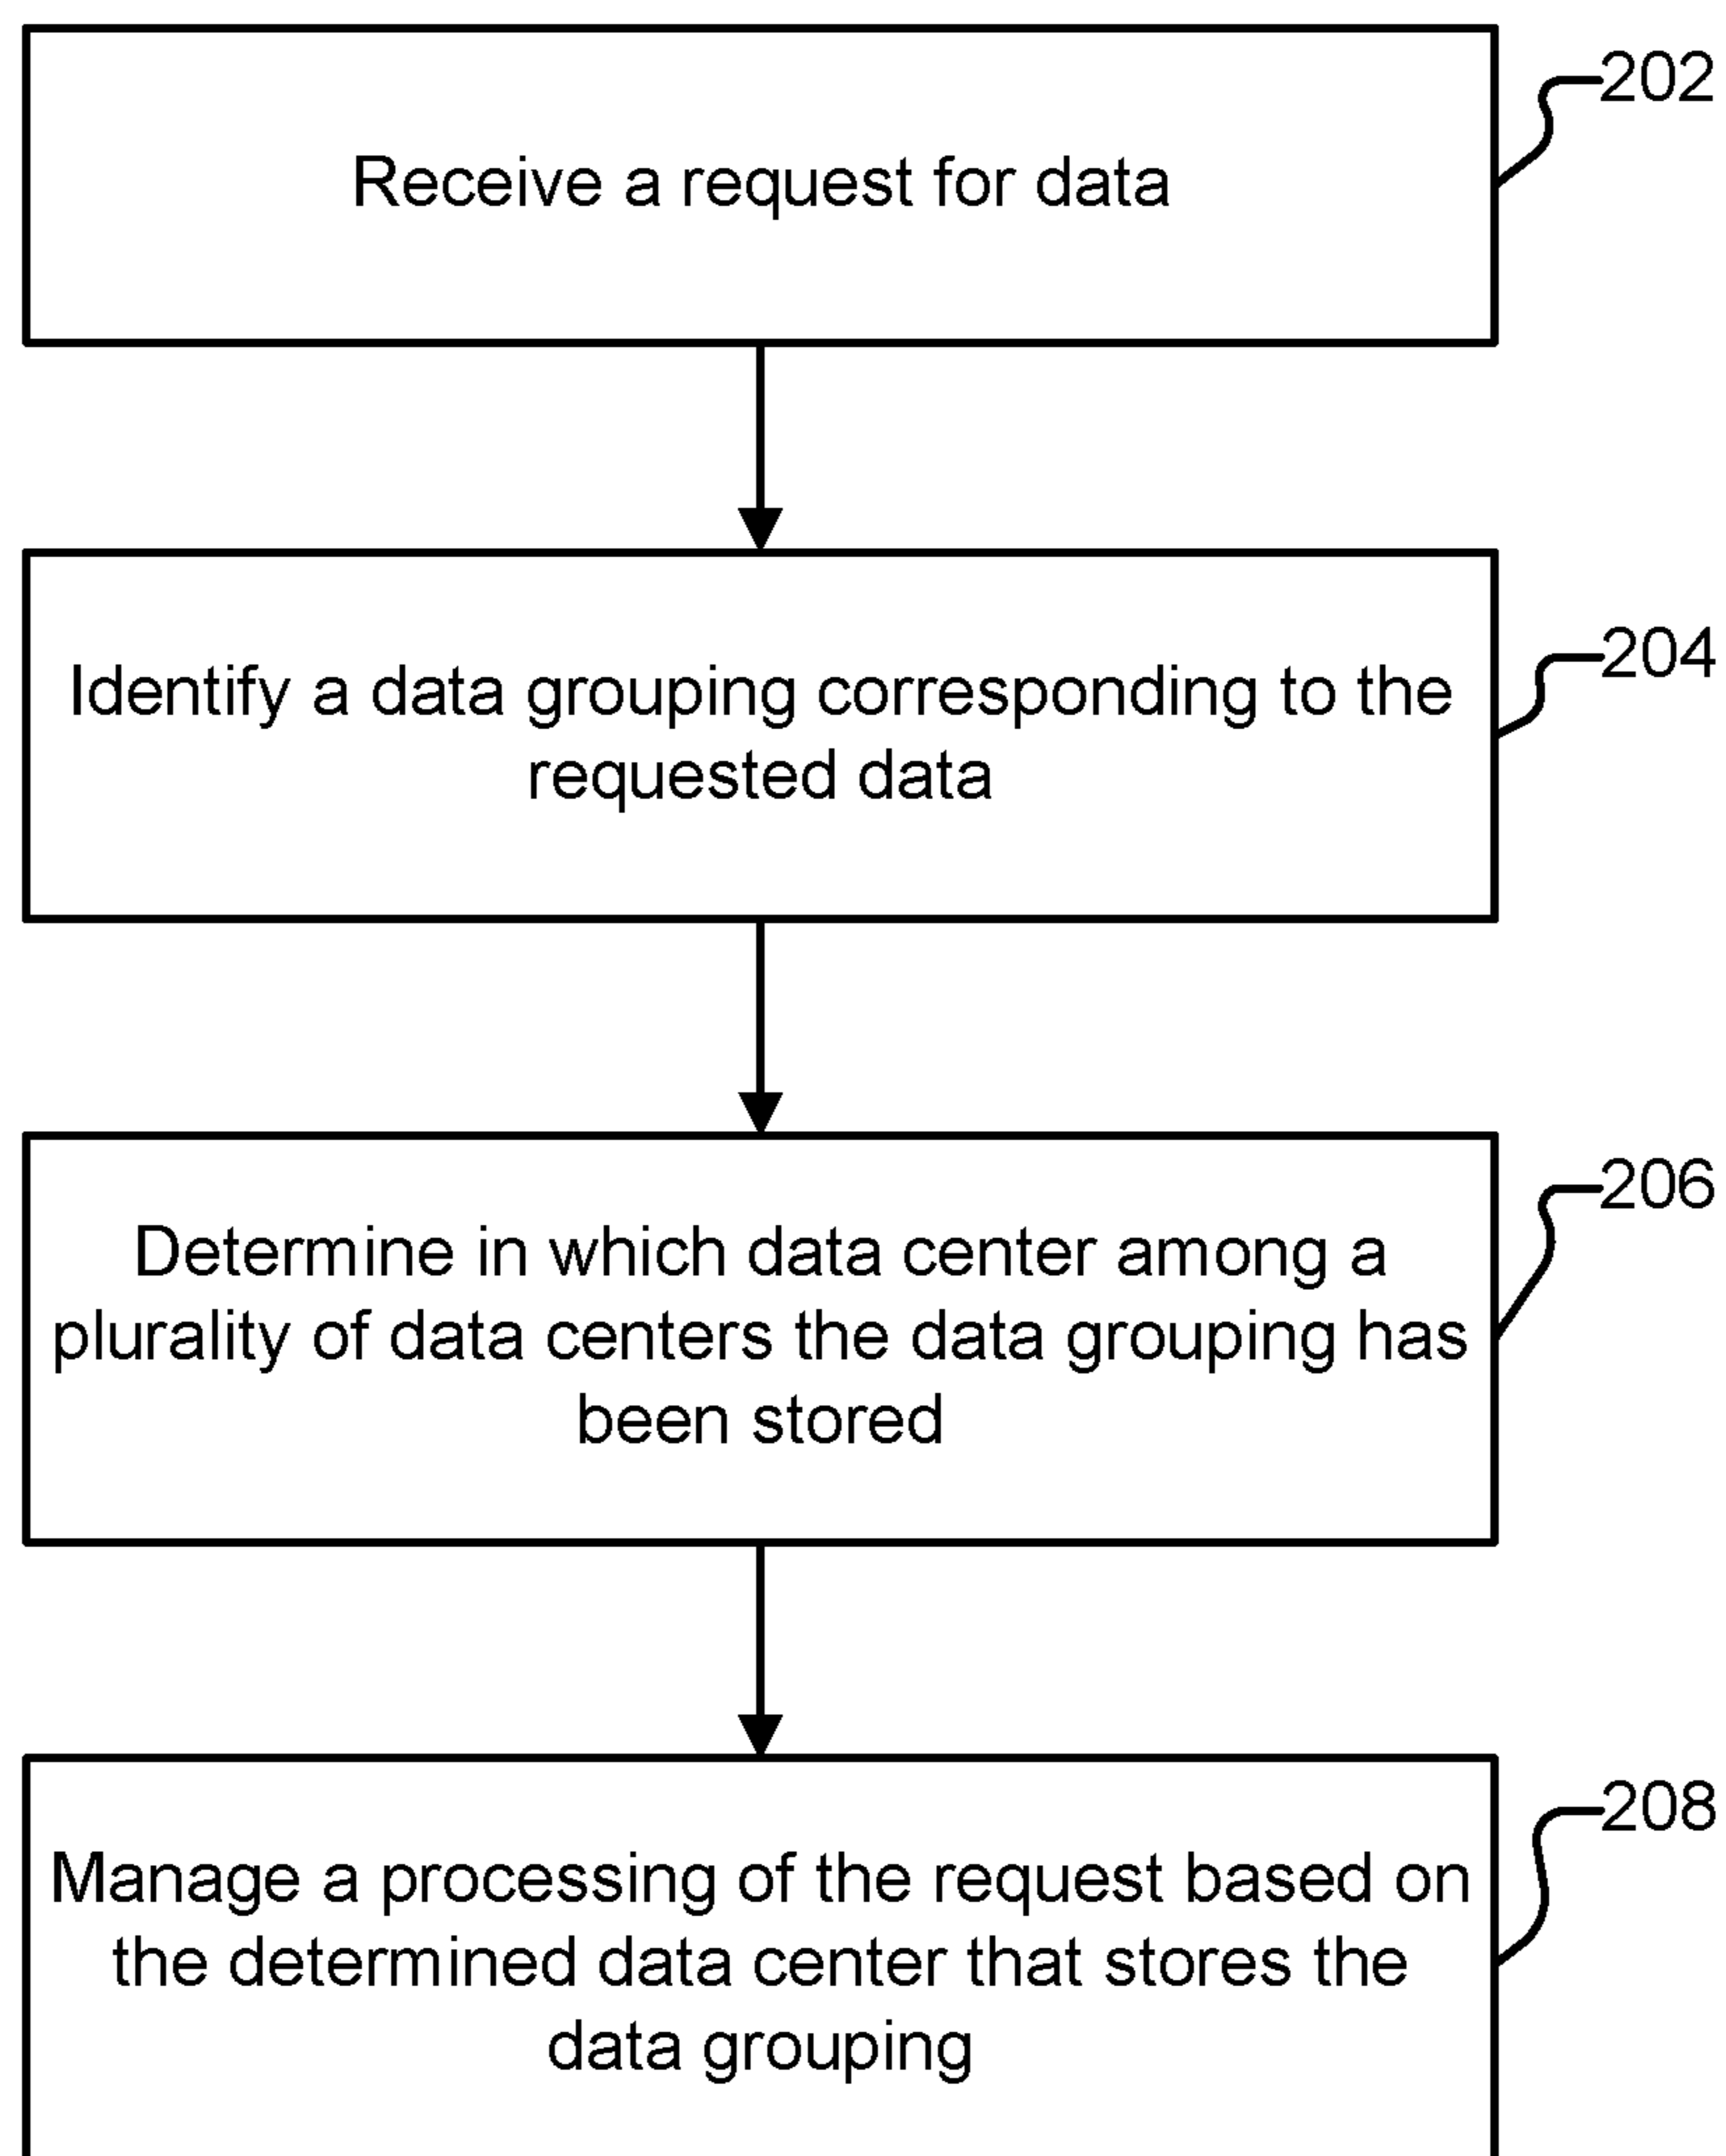 202
Receive a request for data
204
Identify a data grouping corresponding to the
requested data
206
Determine in which data center among a
plurality of data centers the data grouping has
been stored
208
Manage a processing of the request based on
the determined data center that stores the
data grouping